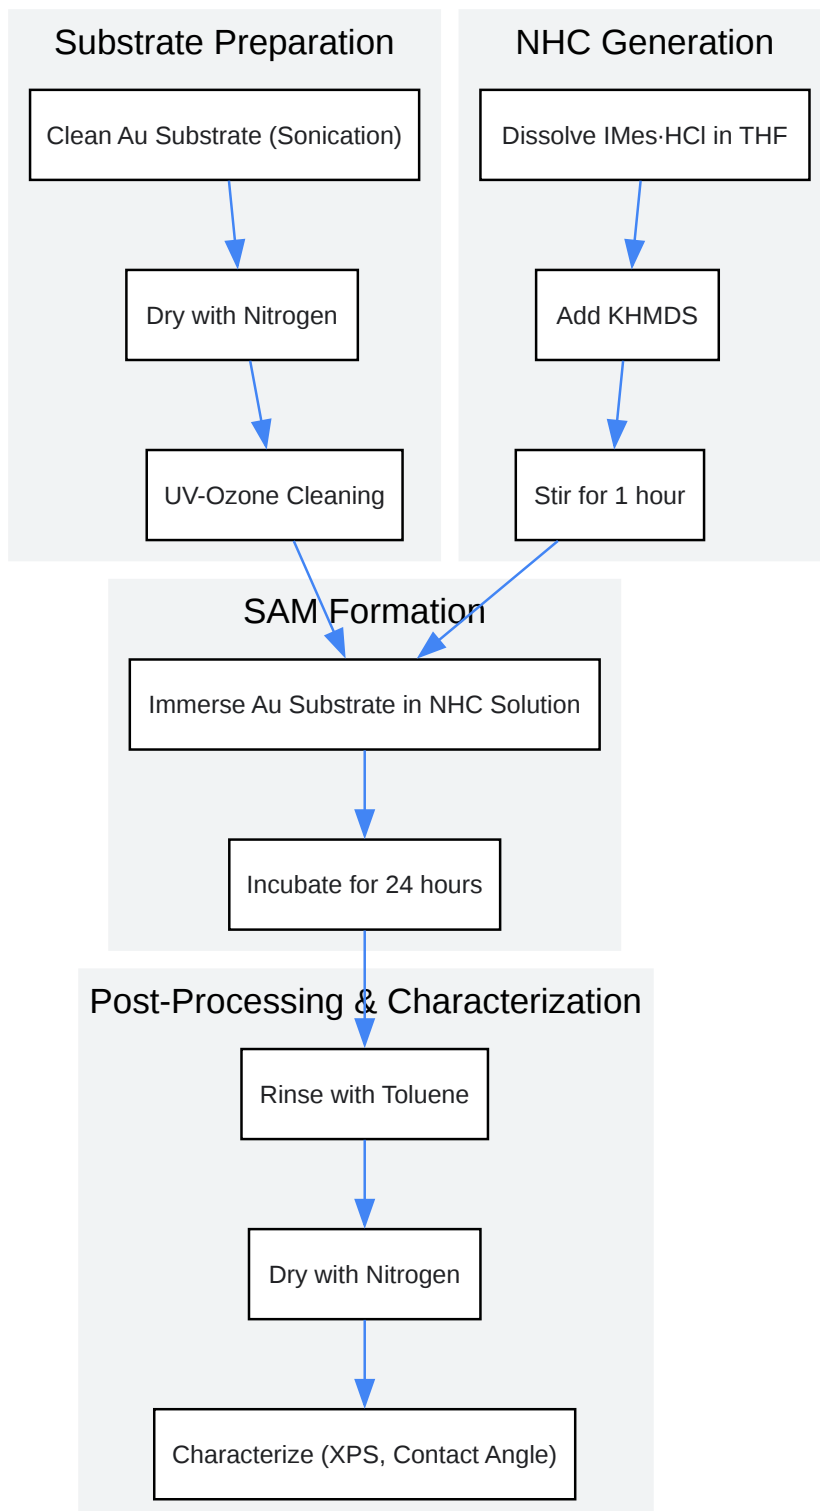 Substrate Preparation
Clean Au Substrate (Sonication)
Dry with Nitrogen
UV-Ozone Cleaning
NHC Generation
Dissolve IMes·HCl in THF
Add KHMDS
Stir for 1 hour
SAM Formation
Immerse Au Substrate in NHC Solution
Incubate for 24 hours
Post-Processing & Characterization
Rinse with Toluene
Dry with Nitrogen
Characterize (XPS, Contact Angle)